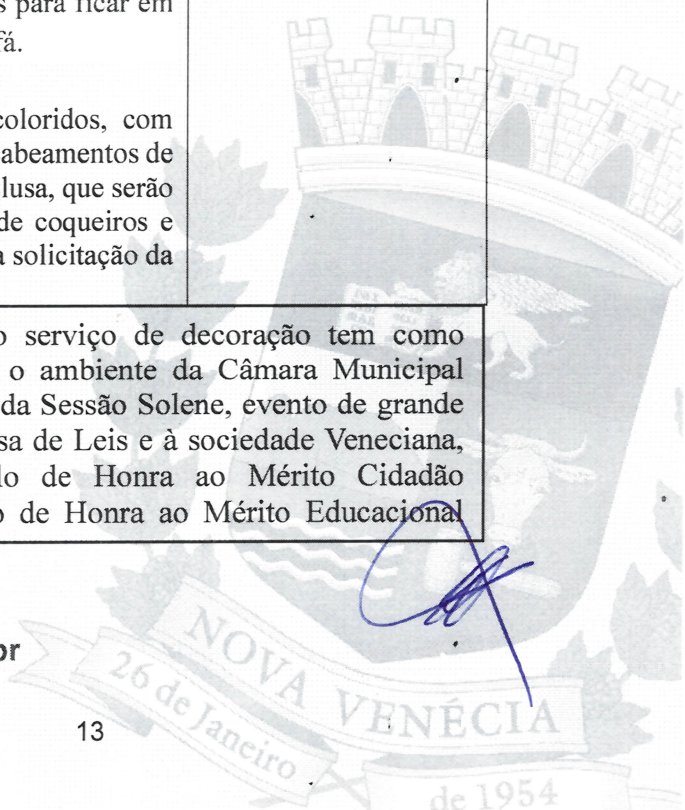 s para ficar em
fá.
coloridos, com
abeamentos de
lusa, que serão
de coqueiros e
a solicitação da
o serviço de decoração tem como
o ambiente da Câmara Municipal
da Sessão Solene, evento de grande
sa de Leis e à sociedade Veneciana,
lo de Honra ao Mérito Cidadão
o de Honra ao Mérito Educacional
or
13
NOVA VENÉCIA
26 de Janeiro
de 1954